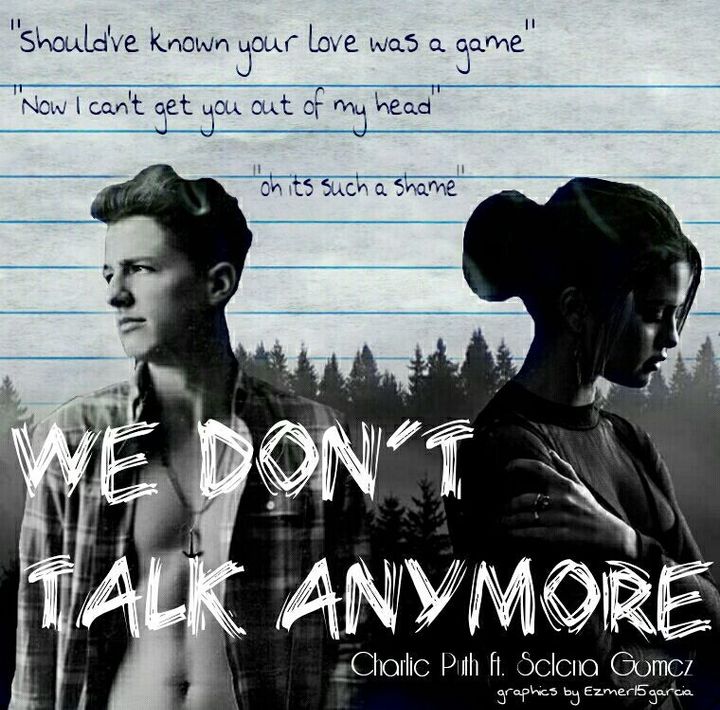 "Should've known your love was a game"
"Now I can't get you out of my head"
"oh its such a shame"
WE DON'T
TALK ANYMORE
Charlie Puth ft. Selena Gomez
graphics by Ezmer15garcia